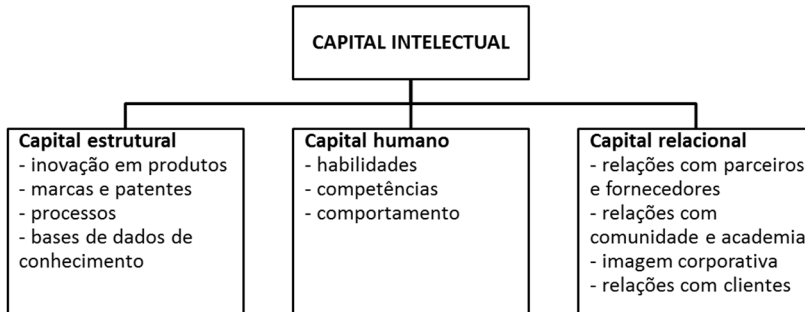 CAPITAL INTELECTUAL
Capital estrutural
- inovação em produtos
- marcas e patentes
- processos
- bases de dados de
conhecimento
Capital humano
- habilidades
- competências
- comportamento
Capital relacional
- relações com parceiros
e fornecedores
- relações com
comunidade e academia
- imagem corporativa
- relações com clientes